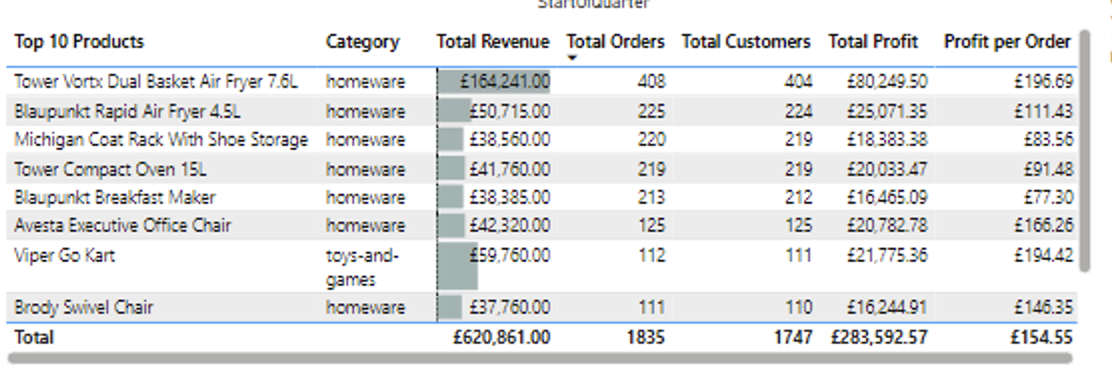 StartOfQuarter
Top 10 Products Category Total Revenue Total Orders Total Customers Total Profit Profit per Order
Tower Vortx Dual Basket Air Fryer 7.6L homeware £164,241.00 408 404 £80,249.50 £196.69
Blaupunkt Rapid Air Fryer 4.5L homeware £50,715.00 225 224 £25,071.35 £111.43
Michigan Coat Rack With Shoe Storage homeware £38,560.00 220 219 £18,383.38 £83.56
Tower Compact Oven 15L homeware £41,760.00 219 219 £20,033.47 £91.48
Blaupunkt Breakfast Maker homeware £38,385.00 213 212 £16,465.09 £77.30
Avesta Executive Office Chair homeware £42,320.00 125 125 £20,782.78 £166.26
Viper Go Kart toys-and- £59,760.00 112 111 £21,775.36 £194.42
games
Brody Swivel Chair homeware £37,760.00 111 110 £16,244.91 £146.35
Total £620,861.00 1835 1747 £283,592.57 £154.55